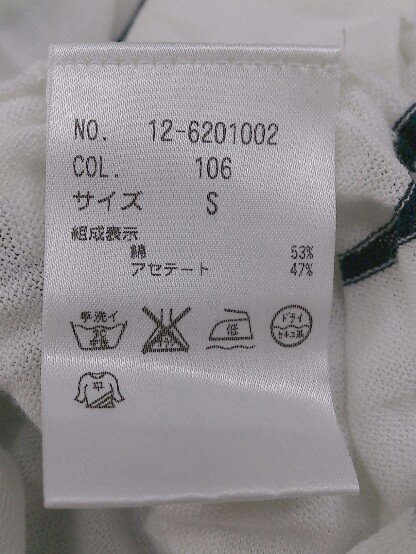 NO. 12-6201002
COL. 106
サイズ S
組成表示
綿 53%
アセテート 47%
手洗イ
30
中性
低
ドライ
セキユ系
平